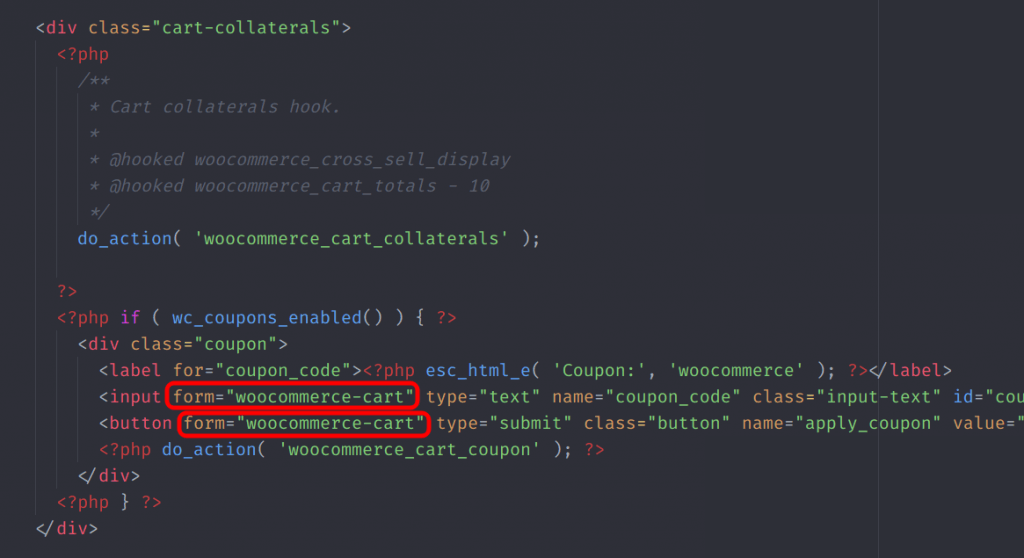 <div class="cart-collaterals">
<?php
/**
* Cart collaterals hook.
*
* @hooked woocommerce_cross_sell_display
* @hooked woocommerce_cart_totals - 10
*/
do_action( 'woocommerce_cart_collaterals' );
?>
<?php if ( wc_coupons_enabled() ) { ?>
<div class="coupon">
<label for="coupon_code"><?php esc_html_e( 'Coupon:', 'woocommerce' ); ?></label>
<input form="woocommerce-cart" type="text" name="coupon_code" class="input-text" id="cou
<button form="woocommerce-cart" type="submit" class="button" name="apply_coupon" value="
<?php do_action( 'woocommerce_cart_coupon' ); ?>
</div>
<?php } ?>
</div>